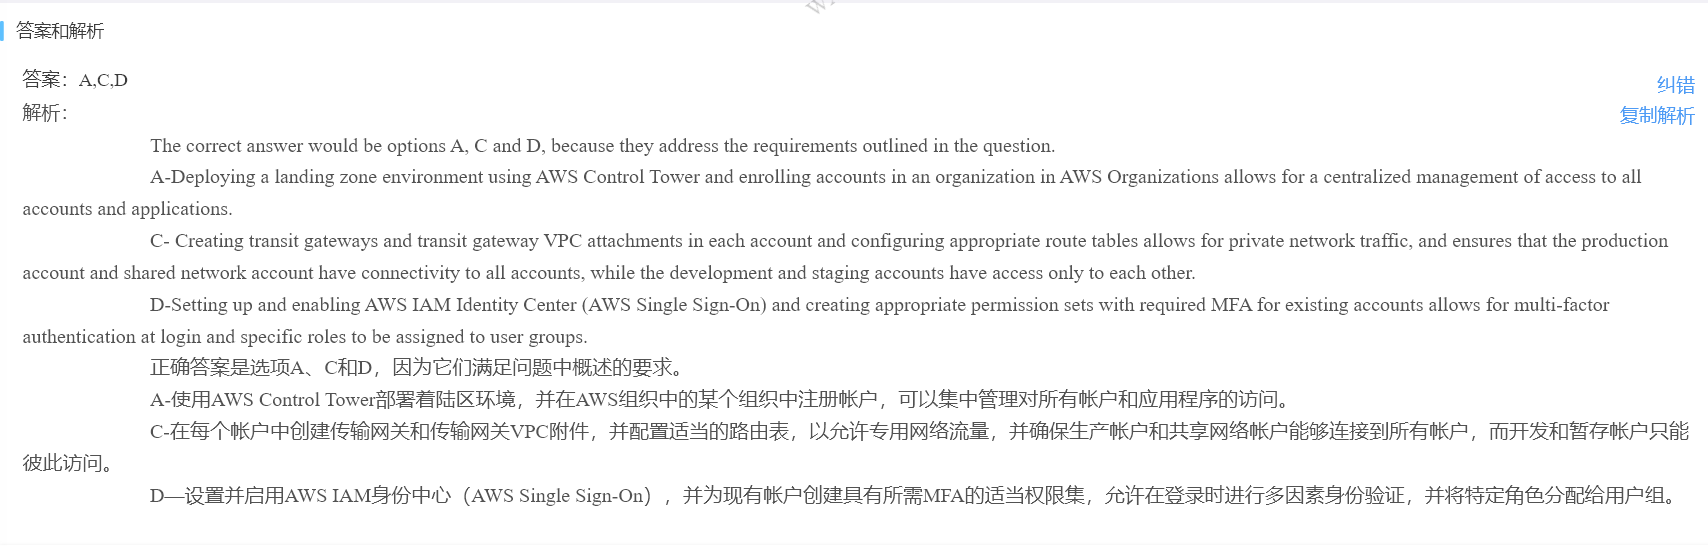 答案和解析
答案：A,C,D
纠错
解析：
复制解析
The correct answer would be options A, C and D, because they address the requirements outlined in the question.
A-Deploying a landing zone environment using AWS Control Tower and enrolling accounts in an organization in AWS Organizations allows for a centralized management of access to all
accounts and applications.
C- Creating transit gateways and transit gateway VPC attachments in each account and configuring appropriate route tables allows for private network traffic, and ensures that the production
account and shared network account have connectivity to all accounts, while the development and staging accounts have access only to each other.
D-Setting up and enabling AWS IAM Identity Center (AWS Single Sign-On) and creating appropriate permission sets with required MFA for existing accounts allows for multi-factor
authentication at login and specific roles to be assigned to user groups.
正确答案是选项A、C和D，因为它们满足问题中概述的要求。
A-使用AWS Control Tower部署着陆区环境，并在AWS组织中的某个组织中注册帐户，可以集中管理对所有帐户和应用程序的访问。
C-在每个帐户中创建传输网关和传输网关VPC附件，并配置适当的路由表，以允许专用网络流量，并确保生产帐户和共享网络帐户能够连接到所有帐户，而开发和暂存帐户只能
彼此访问。
D—设置并启用AWS IAM身份中心（AWS Single Sign-On），并为现有帐户创建具有所需MFA的适当权限集，允许在登录时进行多因素身份验证，并将特定角色分配给用户组。